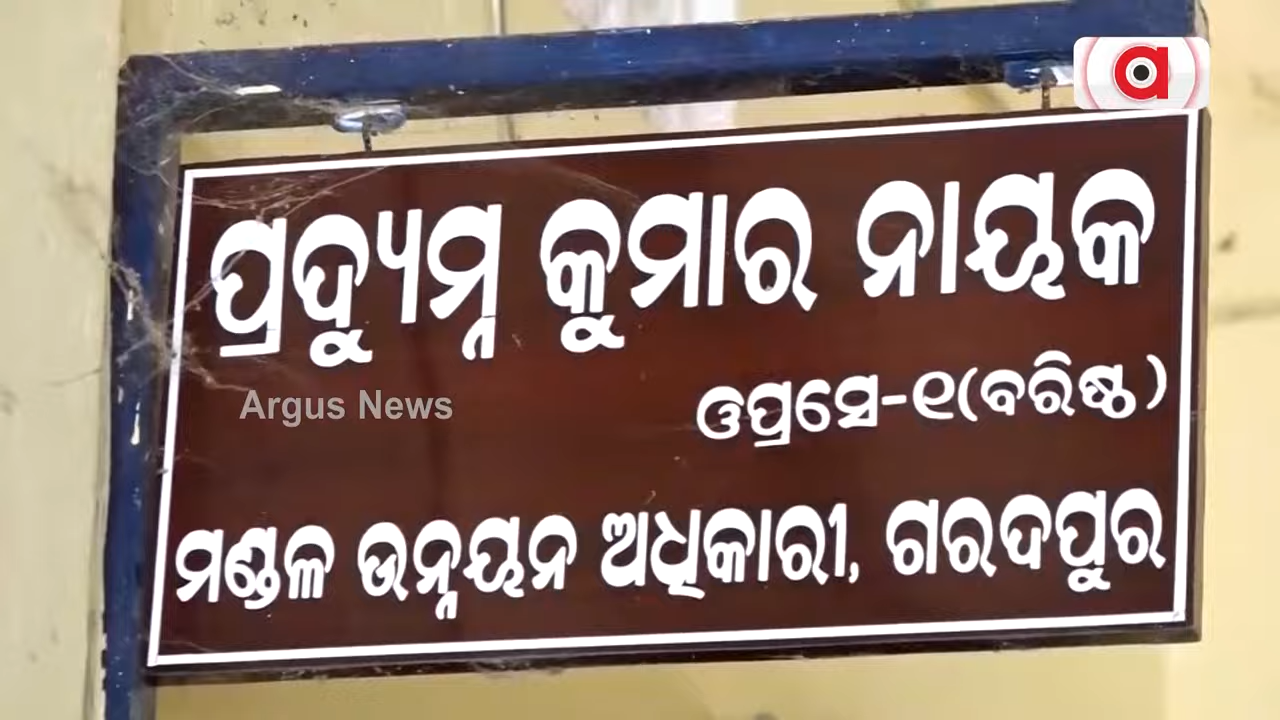 a
ପ୍ରଦ୍ୟୁମ୍ନ କୁମାର ନାୟକ
Argus News
ଓପ୍ରସେ-୧(ବରିଷ୍ଠ)
ମଣ୍ଡଳ ଉନ୍ନୟନ ଅଧିକାରୀ, ଗରଦପୁର